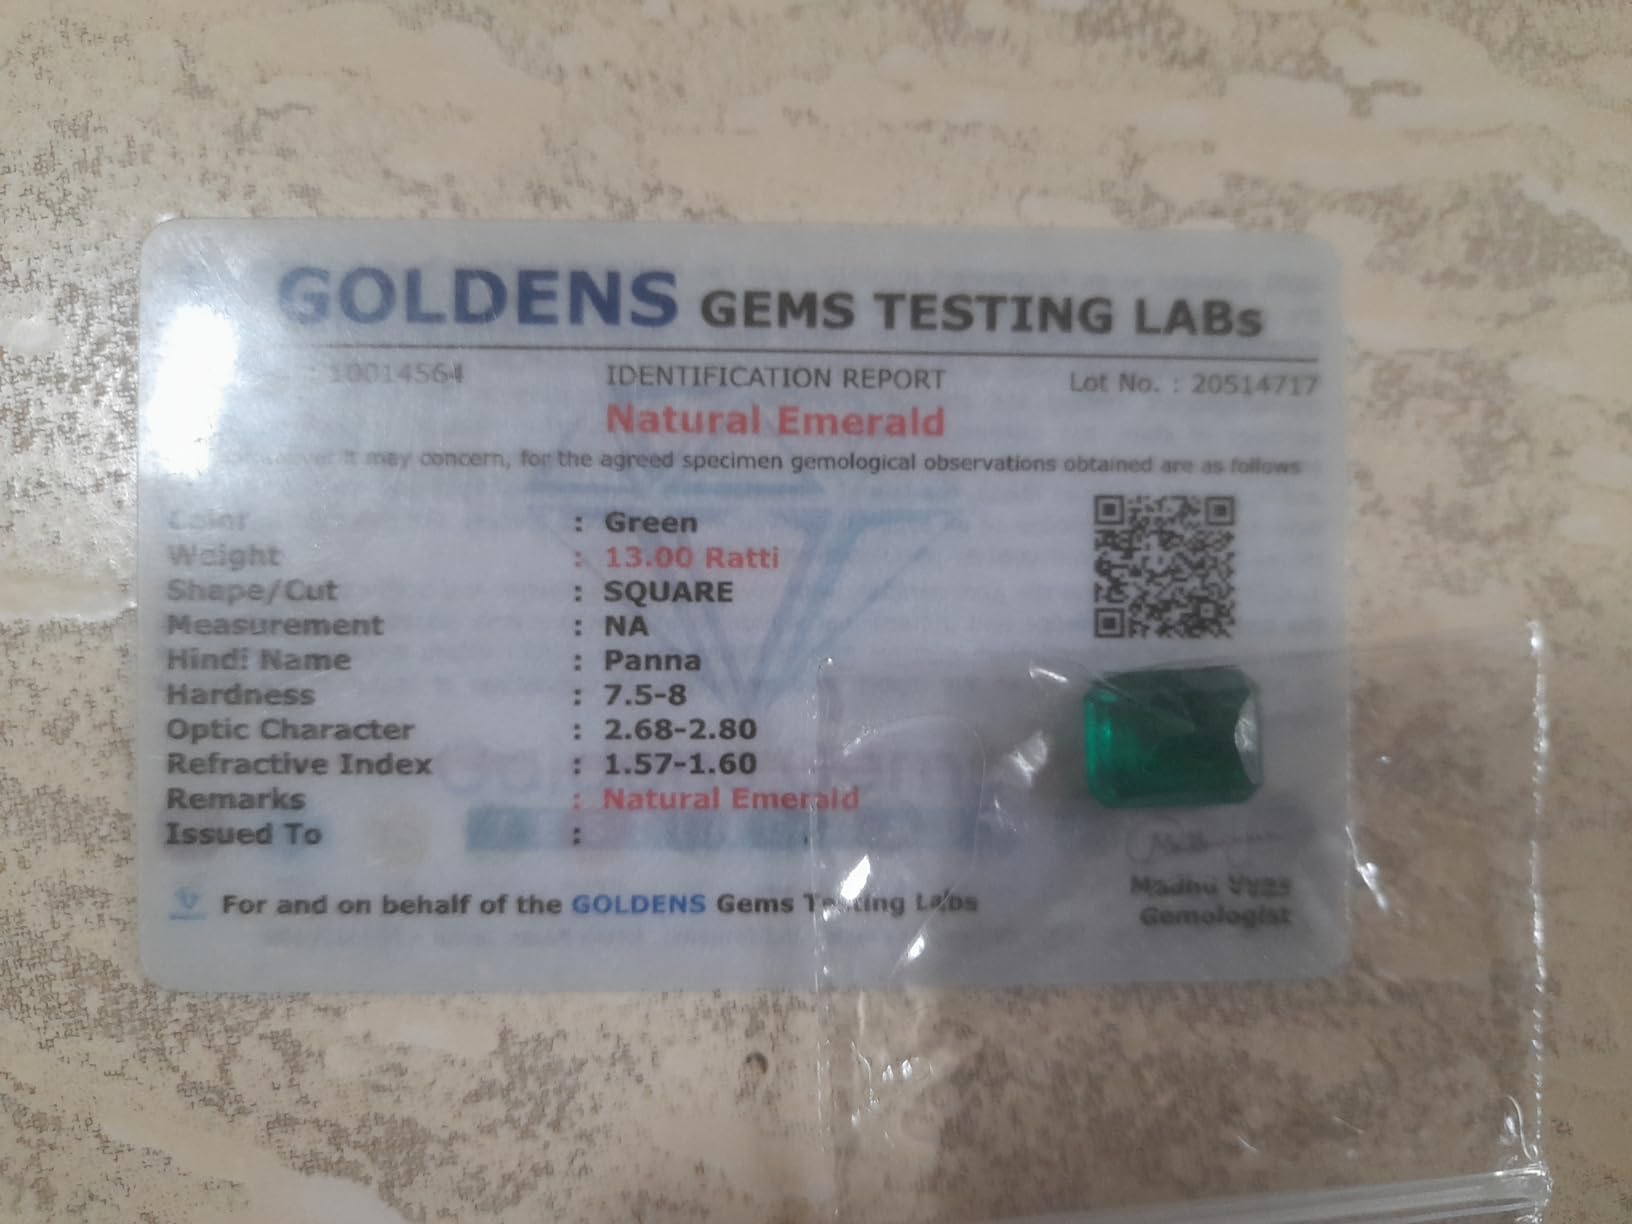 GOLDENS GEMS TESTING LABs
: 10014564 IDENTIFICATION REPORT Lot No. : 20514717
Natural Emerald
it may concern, for the agreed specimen gemological observations obtained are as follows
Color : Green
Weight : 13.00 Ratti
Shape/Cut : SQUARE
Measurement : NA
Hindi Name : Panna
Hardness : 7.5-8
Optic Character : 2.68-2.80
Refractive Index : 1.57-1.60
Remarks : Natural Emerald
Issued To :
For and on behalf of the GOLDENS Gems Testing Labs
Madhu Vyas
Gemologist